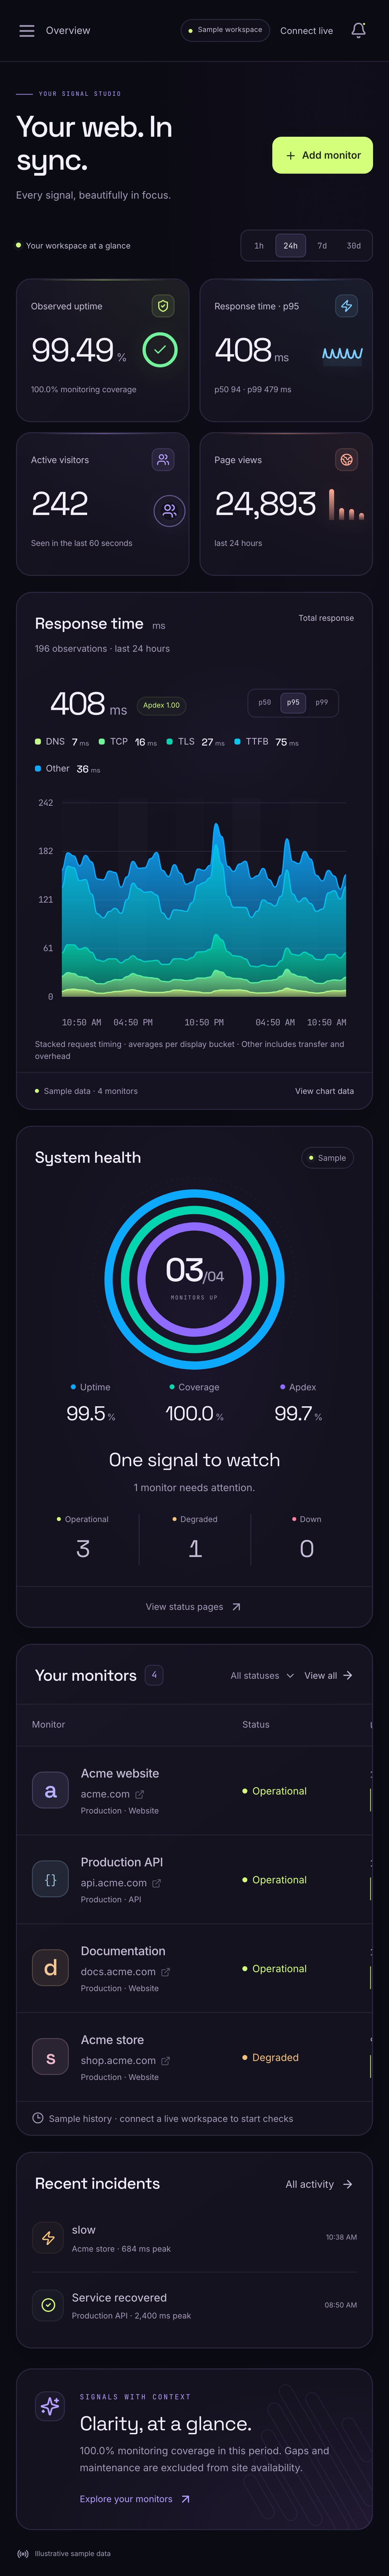 Overview
Sample workspace
Connect live
YOUR SIGNAL STUDIO
Your web. In
sync.
Add monitor
Every signal, beautifully in focus.
Your workspace at a glance
1h 24h 7d 30d
Observed uptime
99.49 %
100.0% monitoring coverage
Response time · p95
408 ms
p50 94 · p99 479 ms
Active visitors
242
Seen in the last 60 seconds
Page views
24,893
last 24 hours
Response time ms
Total response
196 observations · last 24 hours
408 ms
Apdex 1.00
p50 p95 p99
DNS 7 ms TCP 16 ms TLS 27 ms TTFB 75 ms
Other 36 ms
242
182
121
61
0
10:50 AM 04:50 PM 10:50 PM 04:50 AM 10:50 AM
Stacked request timing · averages per display bucket · Other includes transfer and
overhead
Sample data · 4 monitors
View chart data
System health
Sample
03/04
MONITORS UP
Uptime Coverage Apdex
99.5 % 100.0 % 99.7 %
One signal to watch
1 monitor needs attention.
Operational Degraded Down
3 1 0
View status pages
Your monitors 4
All statuses
View all
Monitor Status
a
Acme website
acme.com
Production · Website
Operational
{}
Production API
api.acme.com
Production · API
Operational
d
Documentation
docs.acme.com
Production · Website
Operational
s
Acme store
shop.acme.com
Production · Website
Degraded
Sample history · connect a live workspace to start checks
Recent incidents
All activity
slow
Acme store · 684 ms peak
10:38 AM
Service recovered
Production API · 2,400 ms peak
08:50 AM
SIGNALS WITH CONTEXT
Clarity, at a glance.
100.0% monitoring coverage in this period. Gaps and
maintenance are excluded from site availability.
Explore your monitors
Illustrative sample data